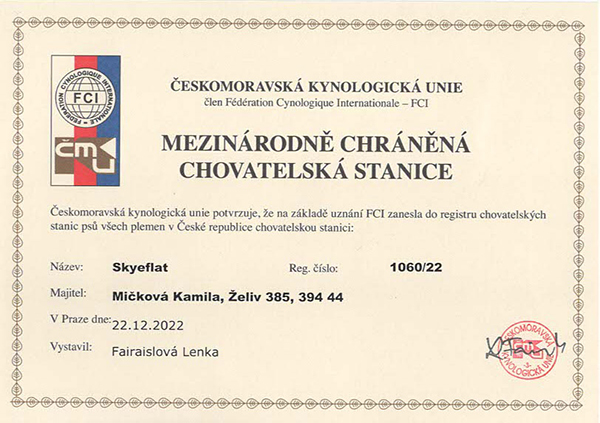 ČESKOMORAVSKÁ KYNOLOGICKÁ UNIE
člen Fédération Cynologique Internationale – FCI
FÉDÉRATION CYNOLOGIQUE INTERNATIONALE
FCI
ČMKU
MEZINÁRODNĚ CHRÁNĚNÁ
CHOVATELSKÁ STANICE
Českomoravská kynologická unie potvrzuje, že na základě uznání FCI zanesla do registru chovatelských
stanic psů všech plemen v České republice chovatelskou stanici:
Název: Skyeflat Reg. číslo: 1060/22
Majitel: Mičková Kamila, Želiv 385, 394 44
V Praze dne: 22.12.2022
Vystavil: Fairaislová Lenka
ČESKOMORAVSKÁ
KYNOLOGICKÁ UNIE